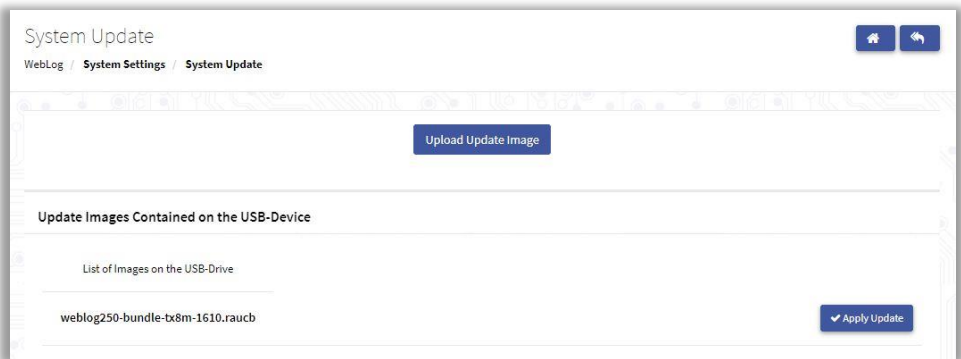 System Update
WebLog / System Settings / System Update
Upload Update Image
Update Images Contained on the USB-Device
List of Images on the USB-Drive
weblog250-bundle-tx8m-1610.raucb
Apply Update